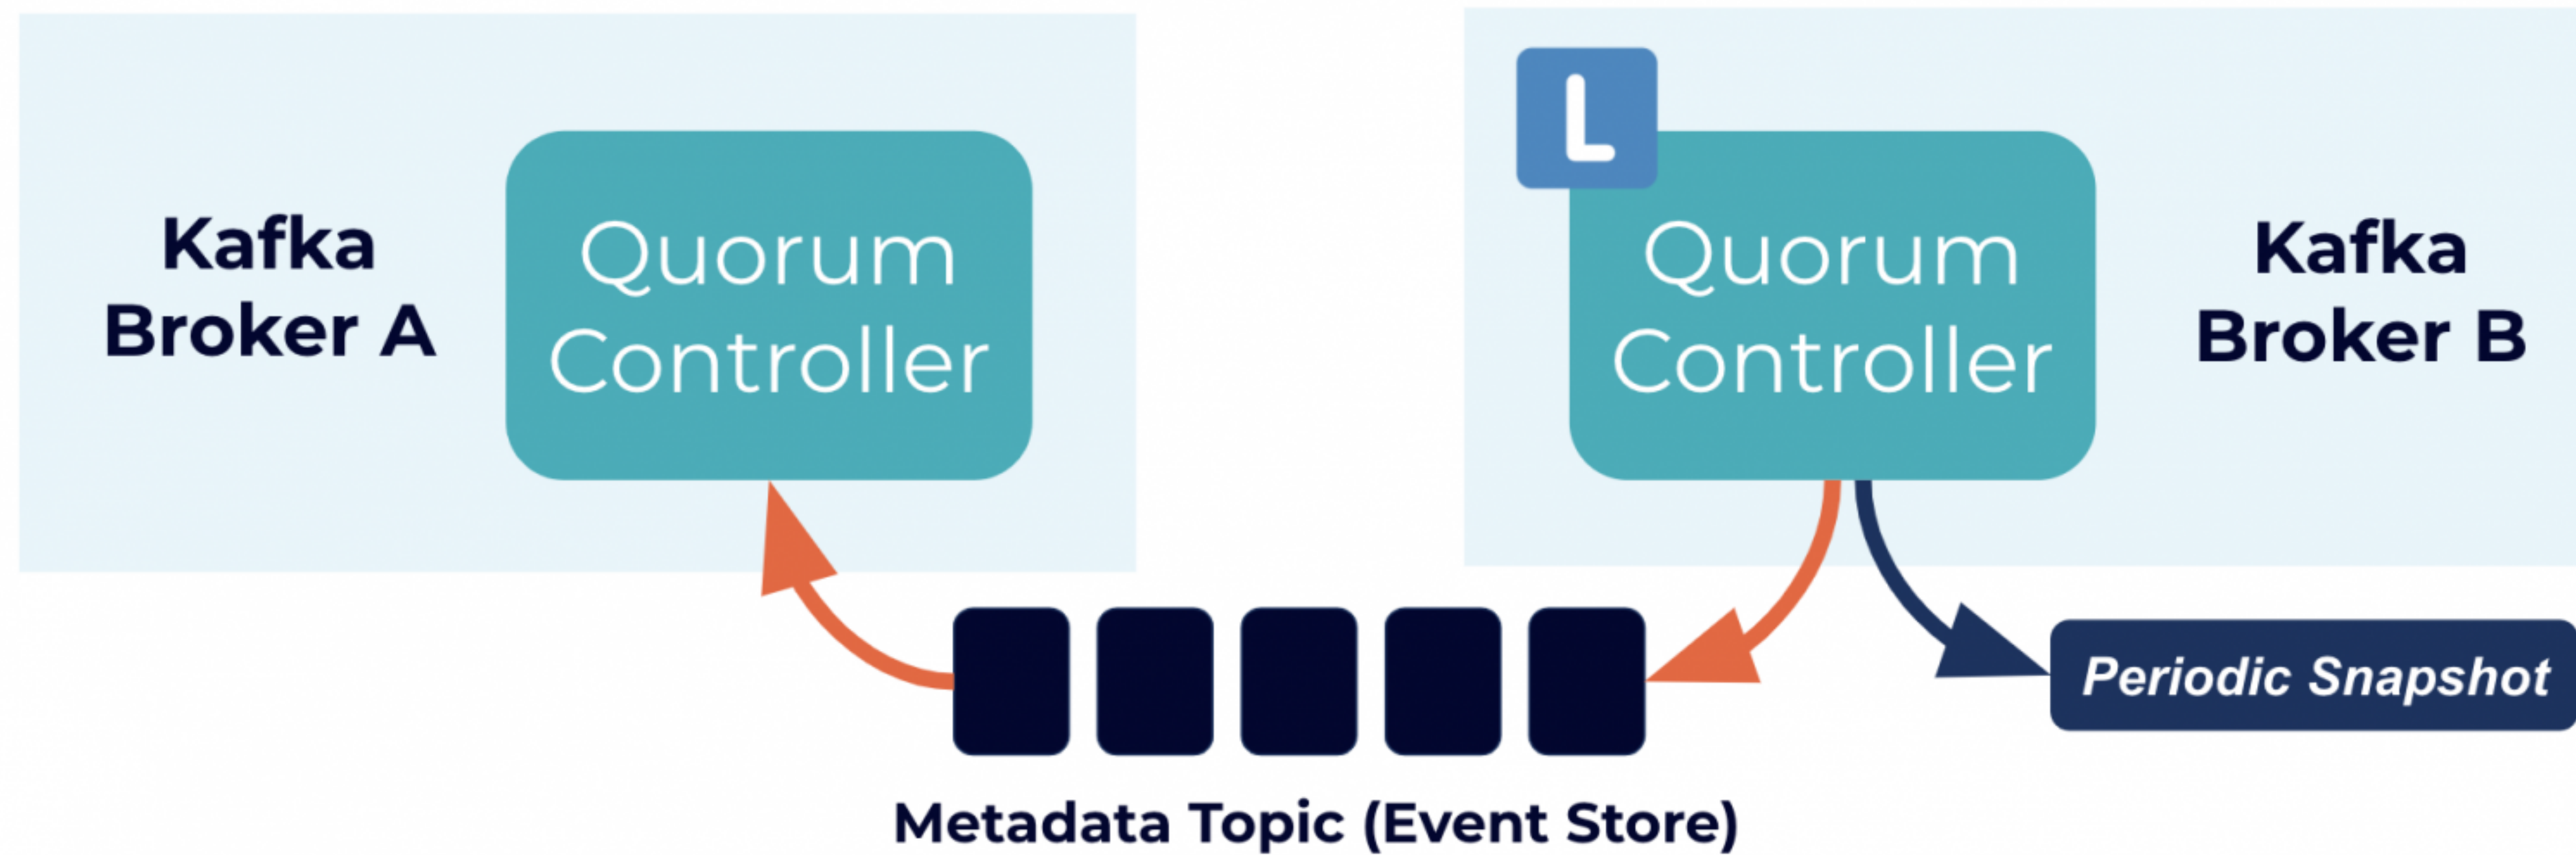 Kafka
Broker A
Quorum
Controller
L
Quorum
Controller
Kafka
Broker B
Periodic Snapshot
Metadata Topic (Event Store)